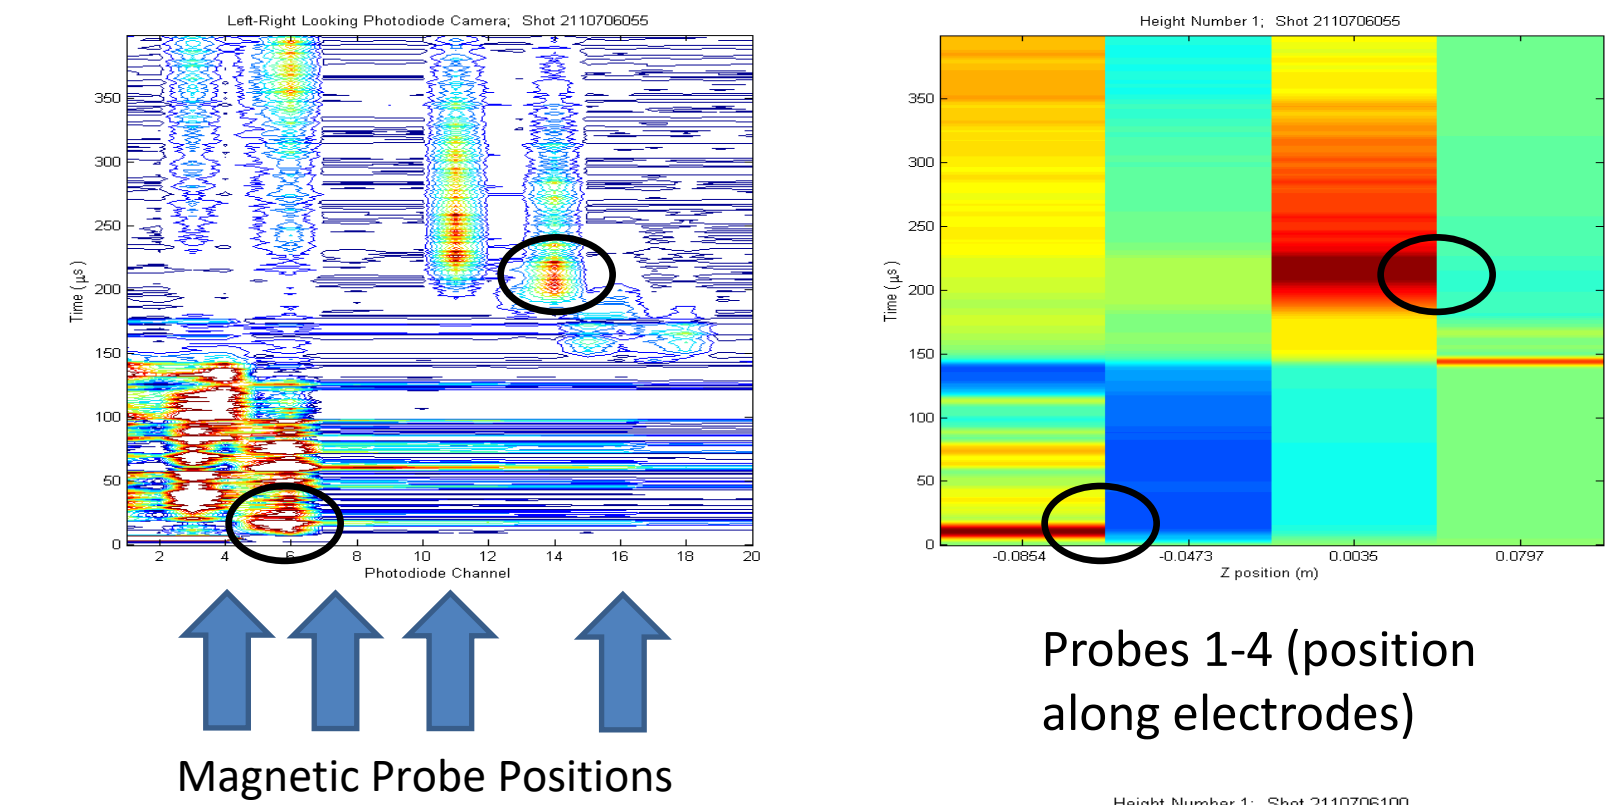 Left-Right Looking Photodiode Camera; Shot 2110706055
350
300
250
200
150
100
50
0
Time (μs)
2 4 6 8 10 12 14 16 18 20
Photodiode Channel
Magnetic Probe Positions
Height Number 1; Shot 2110706055
350
300
250
200
150
100
50
0
Time (μs)
-0.0854 -0.0473 0.0035 0.0797
Z position (m)
Probes 1-4 (position
along electrodes)
Height Number 1; Shot 2110706100